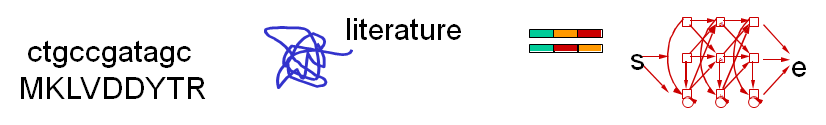 ctgccgatagc
MKLVDDYTR
literature
s
e